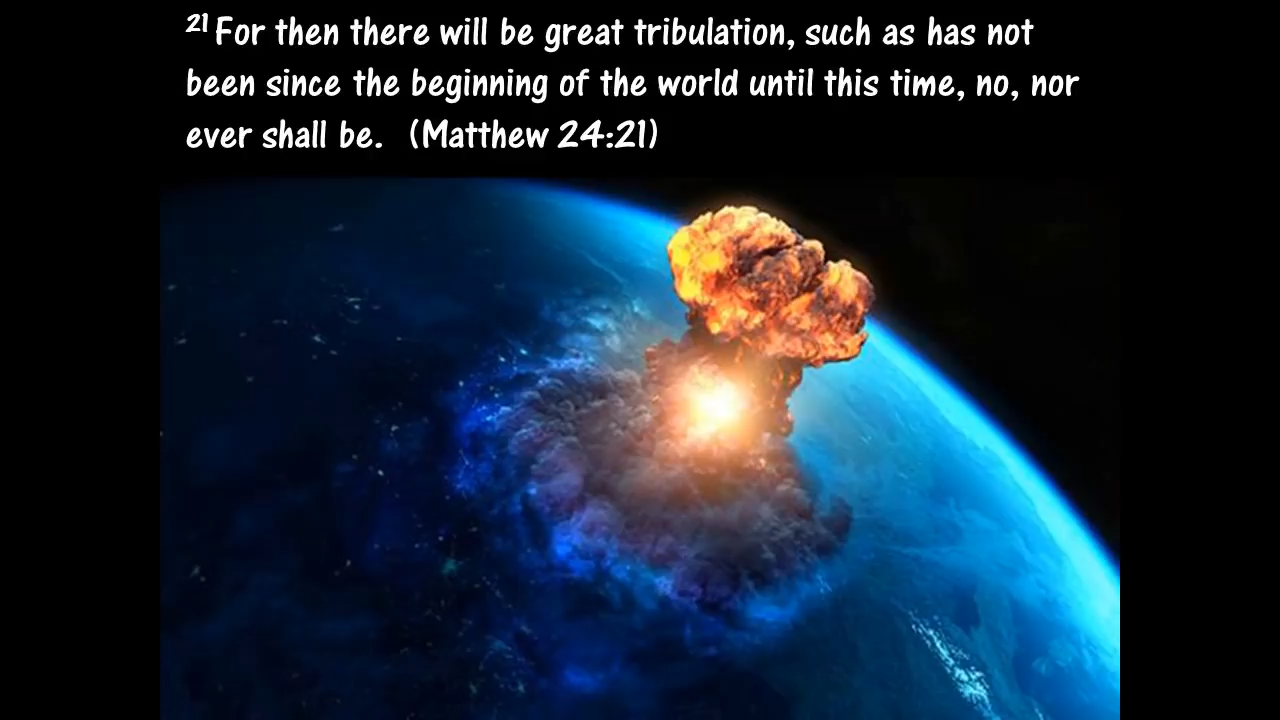 21 For then there will be great tribulation, such as has not
been since the beginning of the world until this time, no, nor
ever shall be. (Matthew 24:21)